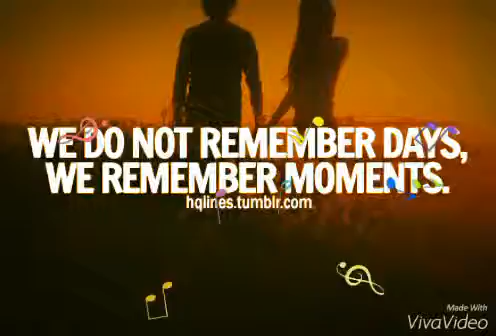 WE DO NOT REMEMBER DAYS,
WE REMEMBER MOMENTS.
hqlines.tumblr.com
Made With
VivaVideo